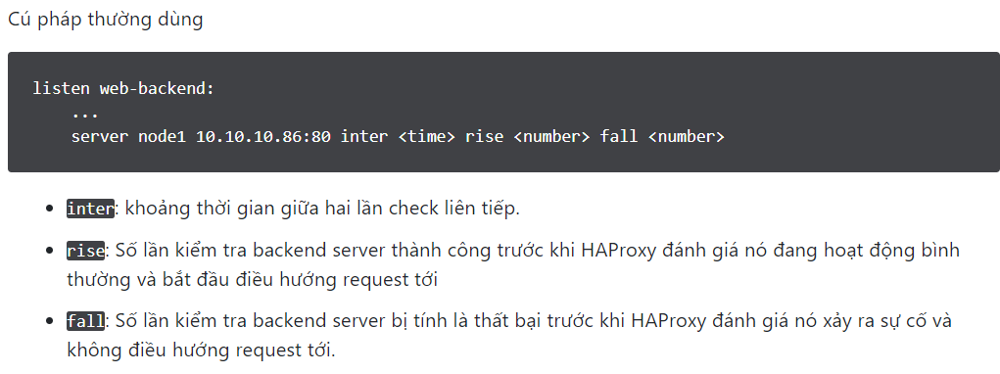 Cú pháp thường dùng
listen web-backend:
...
server node1 10.10.10.86:80 inter <time> rise <number> fall <number>
inter: khoảng thời gian giữa hai lần check liên tiếp.
rise: Số lần kiểm tra backend server thành công trước khi HAProxy đánh giá nó đang hoạt động bình
thường và bắt đầu điều hướng request tới
fall: Số lần kiểm tra backend server bị tính là thất bại trước khi HAProxy đánh giá nó xảy ra sự cố và
không điều hướng request tới.